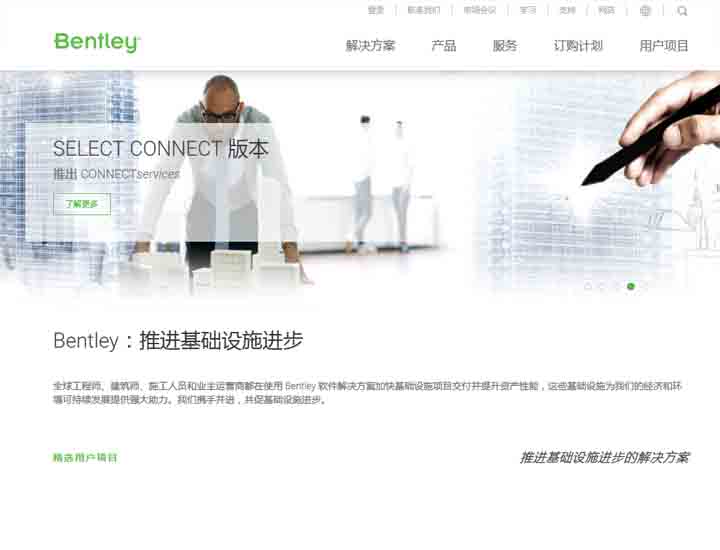 登录 联系我们 市场会议 学习 支持 网店
Bentley
解决方案 产品 服务 订购计划 用户项目
SELECT CONNECT 版本
推出 CONNECTservices
了解更多
Bentley：推进基础设施进步
全球工程师、建筑师、施工人员和业主运营商都在使用 Bentley 软件解决方案加快基础设施项目交付并提升资产性能，这些基础设施为我们的经济和环
境可持续发展提供强大助力。我们携手并进，共促基础设施进步。
精选用户项目
推进基础设施进步的解决方案